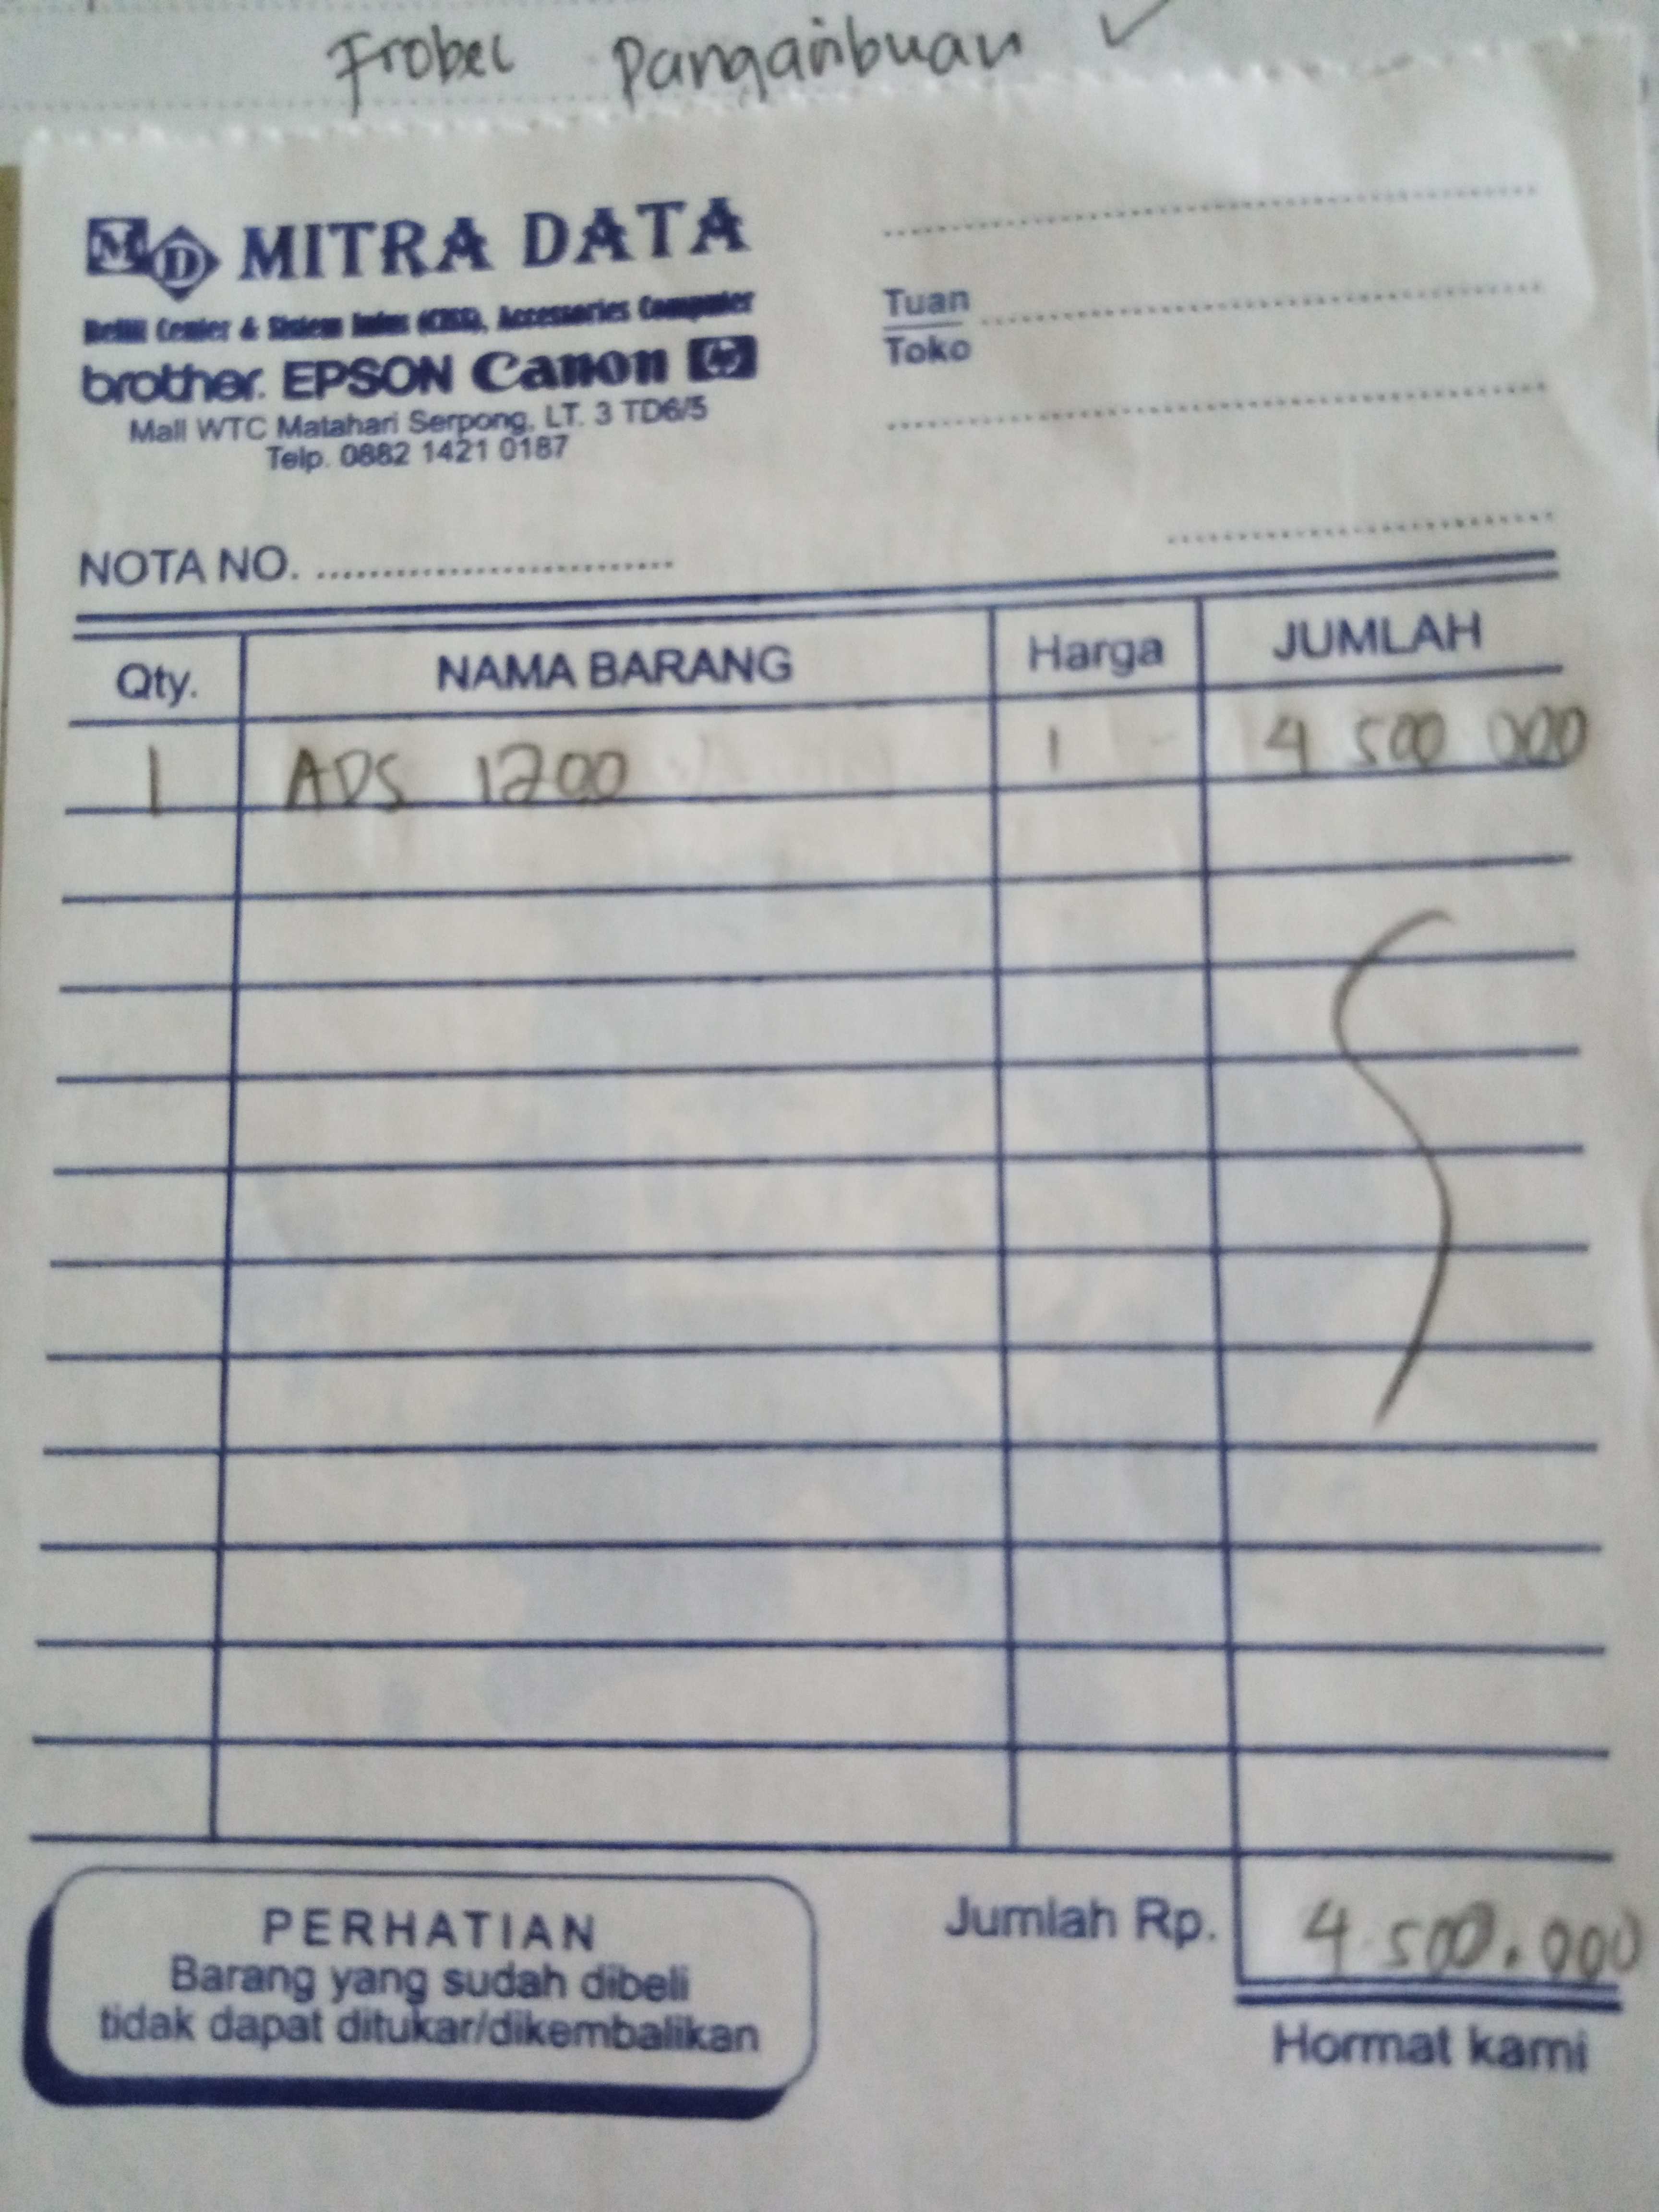 Frobel Pangaribuan ✓
MD MITRA DATA
Refill Center & Sistem Infus (CISS), Accessories Computer
brother. EPSON Canon hp
Mall WTC Matahari Serpong, LT. 3 TD6/5
Telp. 0882 1421 0187
Tuan
Toko
NOTA NO.
Qty. NAMA BARANG Harga JUMLAH
1 ADS 1200 1 4 500 000
Jumlah Rp. 4.500.000
PERHATIAN
Barang yang sudah dibeli
tidak dapat ditukar/dikembalikan
Hormat kami